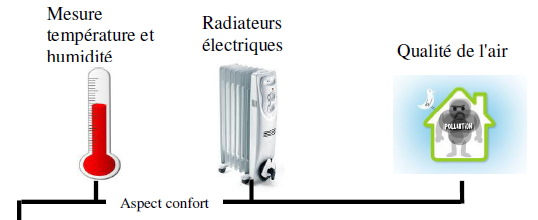 Mesure
température et
humidité
Radiateurs
électriques
Qualité de l'air
POLLUTION
Aspect confort